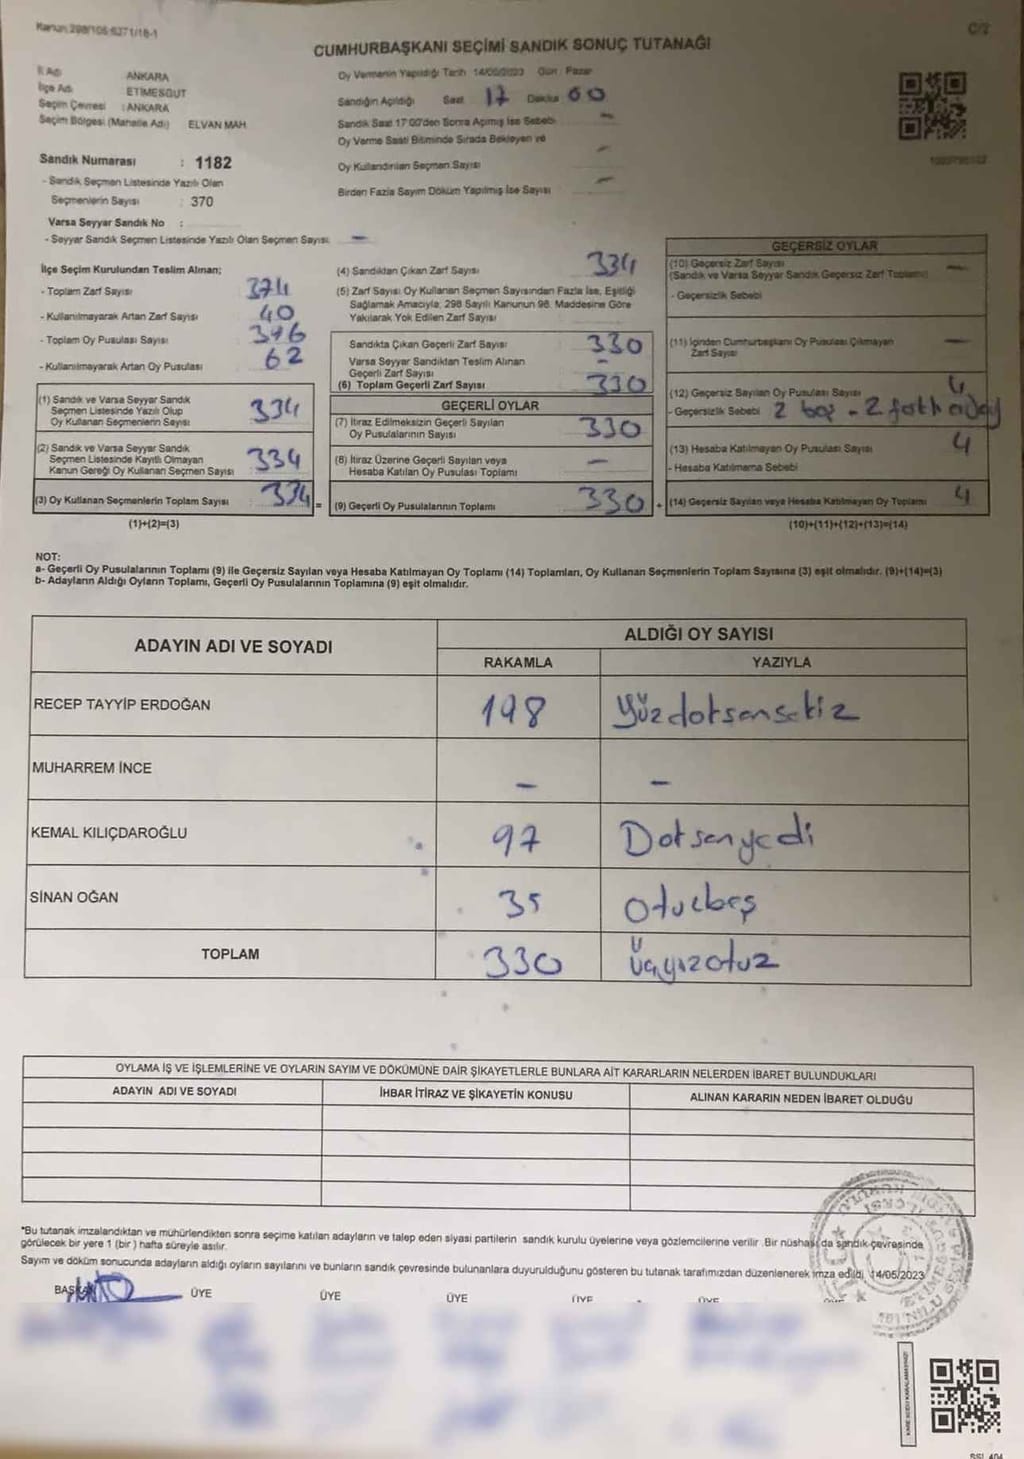 Kanun:298/105-6271/18-1
C/2
CUMHURBAŞKANI SEÇİMİ SANDIK SONUÇ TUTANAĞI
İl Adı ANKARA
İlçe Adı ETİMESGUT
Seçim Çevresi : ANKARA
Seçim Bölgesi (Mahalle Adı) ELVAN MAH
Sandık Numarası : 1182
- Sandık Seçmen Listesinde Yazılı Olan
Seçmenlerin Sayısı : 370
Varsa Seyyar Sandık No :
- Seyyar Sandık Seçmen Listesinde Yazılı Olan Seçmen Sayısı –
Oy Vermenin Yapıldığı Tarih 14/05/2023 Gün : Pazar
Sandığın Açıldığı Saat 17 Dakika 00
Sandık Saat 17:00'den Sonra Açımış İse Sebebi –
Oy Verme Saati Bitiminde Sırada Bekleyen ve
Oy Kullandırılan Seçmen Sayısı –
Birden Fazla Sayım Döküm Yapılmış İse Sayısı –
İlçe Seçim Kurulundan Teslim Alınan;
- Toplam Zarf Sayısı 374
- Kullanılmayarak Artan Zarf Sayısı 40
- Toplam Oy Pusulası Sayısı 396
- Kullanılmayarak Artan Oy Pusulası 62
(1) Sandık ve Varsa Seyyar Sandık
Seçmen Listesinde Yazılı Olup
Oy Kullanan Seçmenlerin Sayısı 334
(2) Sandık ve Varsa Seyyar Sandık
Seçmen Listesinde Kayıtlı Olmayan
Kanun Gereği Oy Kullanan Seçmen Sayısı 334
(3) Oy Kullanan Seçmenlerin Toplam Sayısı 334 =
(1)+(2)=(3)
(4) Sandıktan Çıkan Zarf Sayısı 334
(5) Zarf Sayısı Oy Kullanan Seçmen Sayısından Fazla İse, Eşitliği
Sağlamak Amacıyla, 298 Sayılı Kanunun 98. Maddesine Göre
Yakılarak Yok Edilen Zarf Sayısı
Sandıkta Çıkan Geçerli Zarf Sayısı 330
Varsa Seyyar Sandıktan Teslim Alınan
Geçerli Zarf Sayısı –
(6) Toplam Geçerli Zarf Sayısı 330
GEÇERLİ OYLAR
(7) İtiraz Edilmeksizin Geçerli Sayılan
Oy Pusulalarının Sayısı 330
(8) İtiraz Üzerine Geçerli Sayılan veya
Hesaba Katılan Oy Pusulası Toplamı –
(9) Geçerli Oy Pusulalarının Toplamı 330 +
GEÇERSİZ OYLAR
(10) Geçersiz Zarf Sayısı
(Sandık ve Varsa Seyyar Sandık Geçersiz Zarf Toplamı) –
- Geçersizlik Sebebi
(11) İçinden Cumhurbaşkanı Oy Pusulası Çıkmayan
Zarf Sayısı –
(12) Geçersiz Sayılan Oy Pusulası Sayısı 4
- Geçersizlik Sebebi 2 boş - 2
(13) Hesaba Katılmayan Oy Pusulası Sayısı 4
- Hesaba Katılmama Sebebi
(14) Geçersiz Sayılan veya Hesaba Katılmayan Oy Toplamı 4
(10)+(11)+(12)+(13)=(14)
NOT:
a- Geçerli Oy Pusulalarının Toplamı (9) ile Geçersiz Sayılan veya Hesaba Katılmayan Oy Toplamı (14) Toplamları, Oy Kullanan Seçmenlerin Toplam Sayısına (3) eşit olmalıdır. (9)+(14)=(3)
b- Adayların Aldığı Oyların Toplamı, Geçerli Oy Pusulalarının Toplamına (9) eşit olmalıdır.
ADAYIN ADI VE SOYADI
ALDIĞI OY SAYISI
RAKAMLA YAZIYLA
RECEP TAYYİP ERDOĞAN 198 Yüzdoksansekiz
MUHARREM İNCE – –
KEMAL KILIÇDAROĞLU 97 Doksanyedi
SİNAN OĞAN 35 Otuzbeş
TOPLAM 330 Üçyüzotuz
OYLAMA İŞ VE İŞLEMLERİNE VE OYLARIN SAYIM VE DÖKÜMÜNE DAİR ŞİKAYETLERLE BUNLARA AİT KARARLARIN NELERDEN İBARET BULUNDUKLARI
ADAYIN ADI VE SOYADI İHBAR İTİRAZ VE ŞİKAYETİN KONUSU ALINAN KARARIN NEDEN İBARET OLDUĞU
*Bu tutanak imzalandıktan ve mühürlendikten sonra seçime katılan adayların ve talep eden siyasi partilerin sandık kurulu üyelerine veya gözlemcilerine verilir. Bir nüshası da sandık çevresinde
görülecek bir yere 1 (bir) hafta süreyle asılır.
Sayım ve döküm sonucunda adayların aldığı oyların sayılarını ve bunların sandık çevresinde bulunanlara duyurulduğunu gösteren bu tutanak tarafımızdan düzenlenerek imza edildi. 14/05/2023
BAŞKAN ÜYE ÜYE ÜYE ÜYE ÜYE